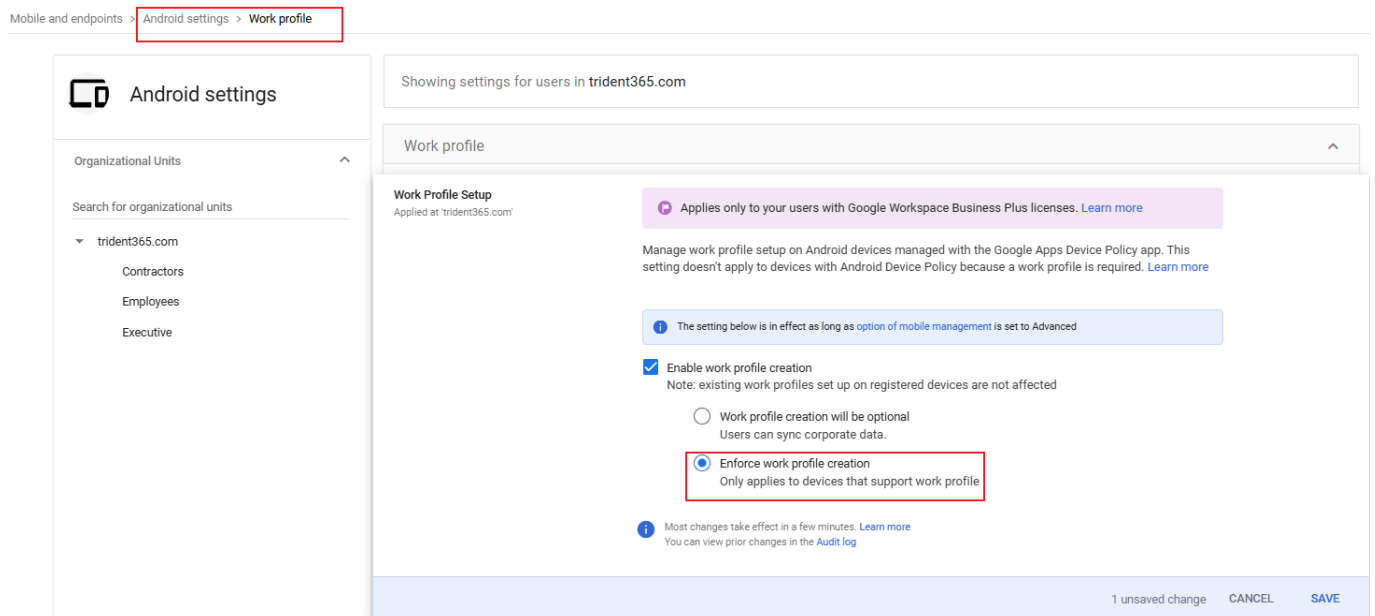 Mobile and endpoints > Android settings > Work profile
Android settings
Showing settings for users in trident365.com
Organizational Units
Search for organizational units
trident365.com
Contractors
Employees
Executive
Work profile
Work Profile Setup
Applied at 'trident365.com'
Applies only to your users with Google Workspace Business Plus licenses. Learn more
Manage work profile setup on Android devices managed with the Google Apps Device Policy app. This
setting doesn't apply to devices with Android Device Policy because a work profile is required. Learn more
The setting below is in effect as long as option of mobile management is set to Advanced
Enable work profile creation
Note: existing work profiles set up on registered devices are not affected
Work profile creation will be optional
Users can sync corporate data.
Enforce work profile creation
Only applies to devices that support work profile
Most changes take effect in a few minutes. Learn more
You can view prior changes in the Audit log
1 unsaved change CANCEL SAVE